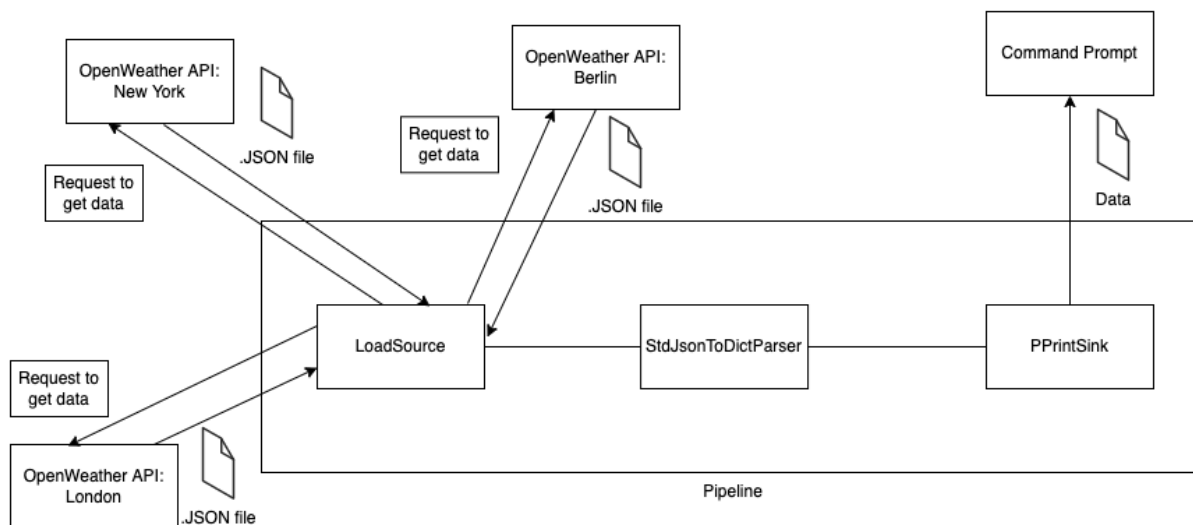 OpenWeather API:
New York
.JSON file
Request to
get data
OpenWeather API:
Berlin
Request to
get data
.JSON file
Command Prompt
Data
LoadSource
StdJsonToDictParser
PPrintSink
Request to
get data
OpenWeather API:
London
.JSON file
Pipeline